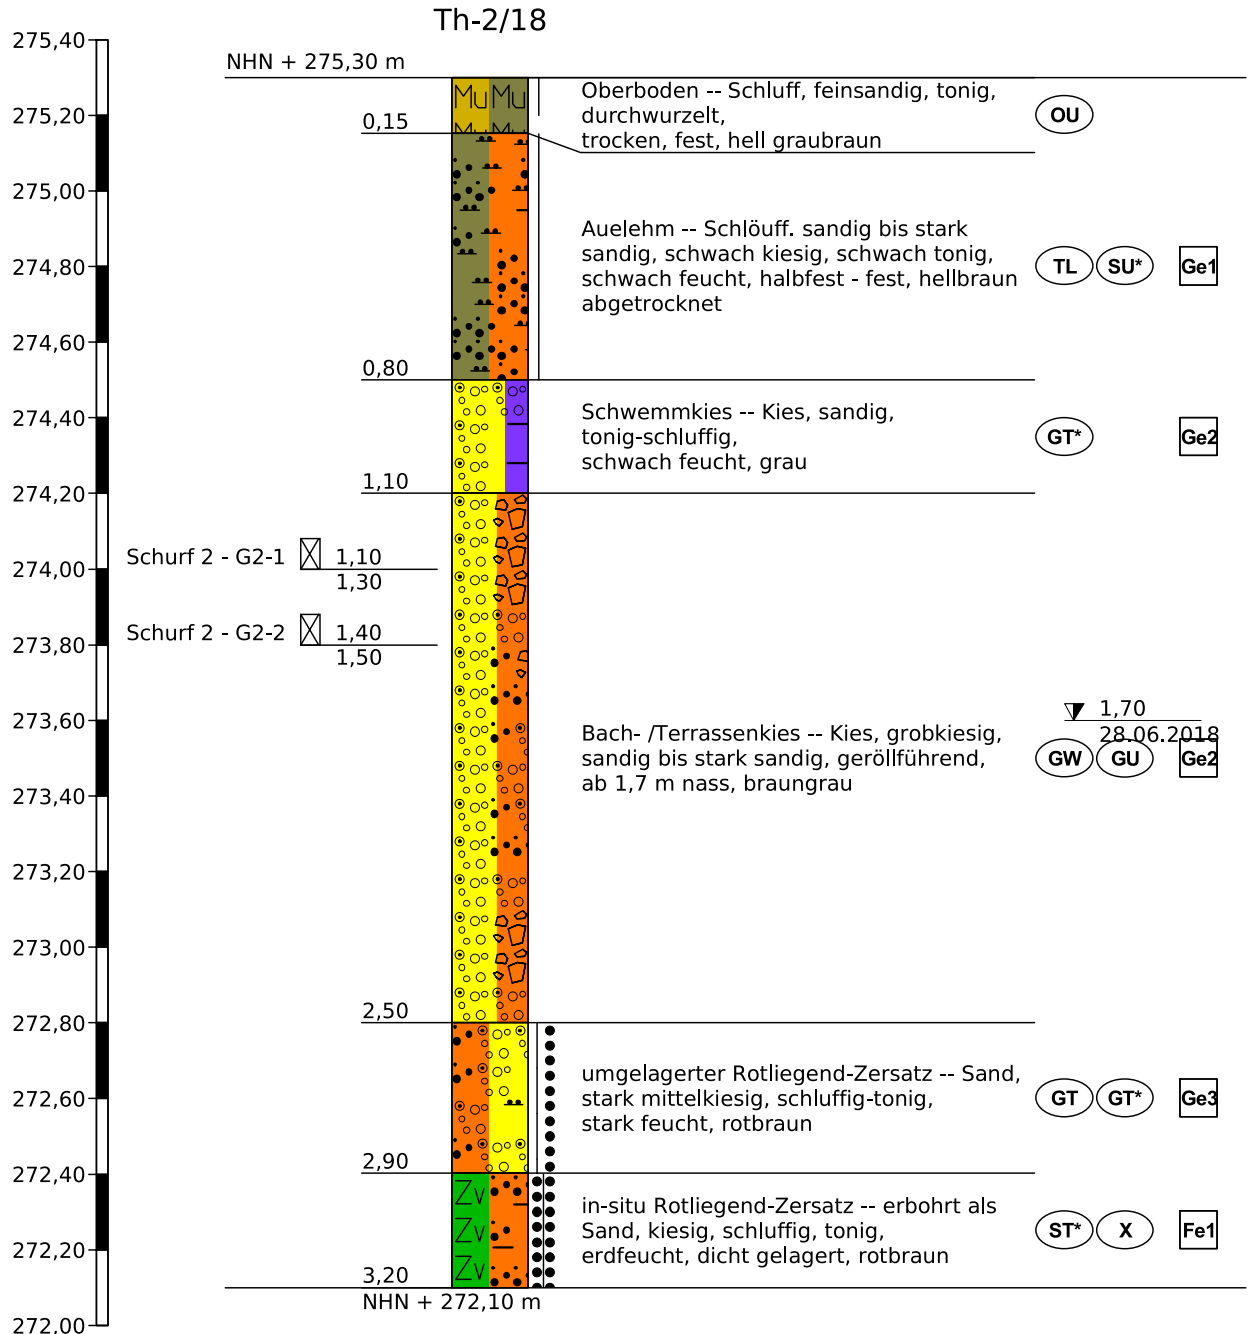 Th-2/18
275,40
NHN + 275,30 m
Mu Mu
Oberboden -- Schluff, feinsandig, tonig,
durchwurzelt,
trocken, fest, hell graubraun
OU
275,20
0,15
275,00
Auelehm -- Schlöuff. sandig bis stark
sandig, schwach kiesig, schwach tonig,
schwach feucht, halbfest - fest, hellbraun
abgetrocknet
TL SU* Ge1
274,80
274,60
0,80
274,40
Schwemmkies -- Kies, sandig,
tonig-schluffig,
schwach feucht, grau
GT* Ge2
1,10
274,20
Schurf 2 - G2-1 1,10
1,30
274,00
Schurf 2 - G2-2 1,40
1,50
273,80
273,60
1,70
28.06.2018
Bach- /Terrassenkies -- Kies, grobkiesig,
sandig bis stark sandig, geröllführend,
ab 1,7 m nass, braungrau
GW GU Ge2
273,40
273,20
273,00
2,50
272,80
umgelagerter Rotliegend-Zersatz -- Sand,
stark mittelkiesig, schluffig-tonig,
stark feucht, rotbraun
GT GT* Ge3
272,60
2,90
272,40
Zv
Zv
Zv
in-situ Rotliegend-Zersatz -- erbohrt als
Sand, kiesig, schluffig, tonig,
erdfeucht, dicht gelagert, rotbraun
ST* X Fe1
272,20
3,20
NHN + 272,10 m
272,00